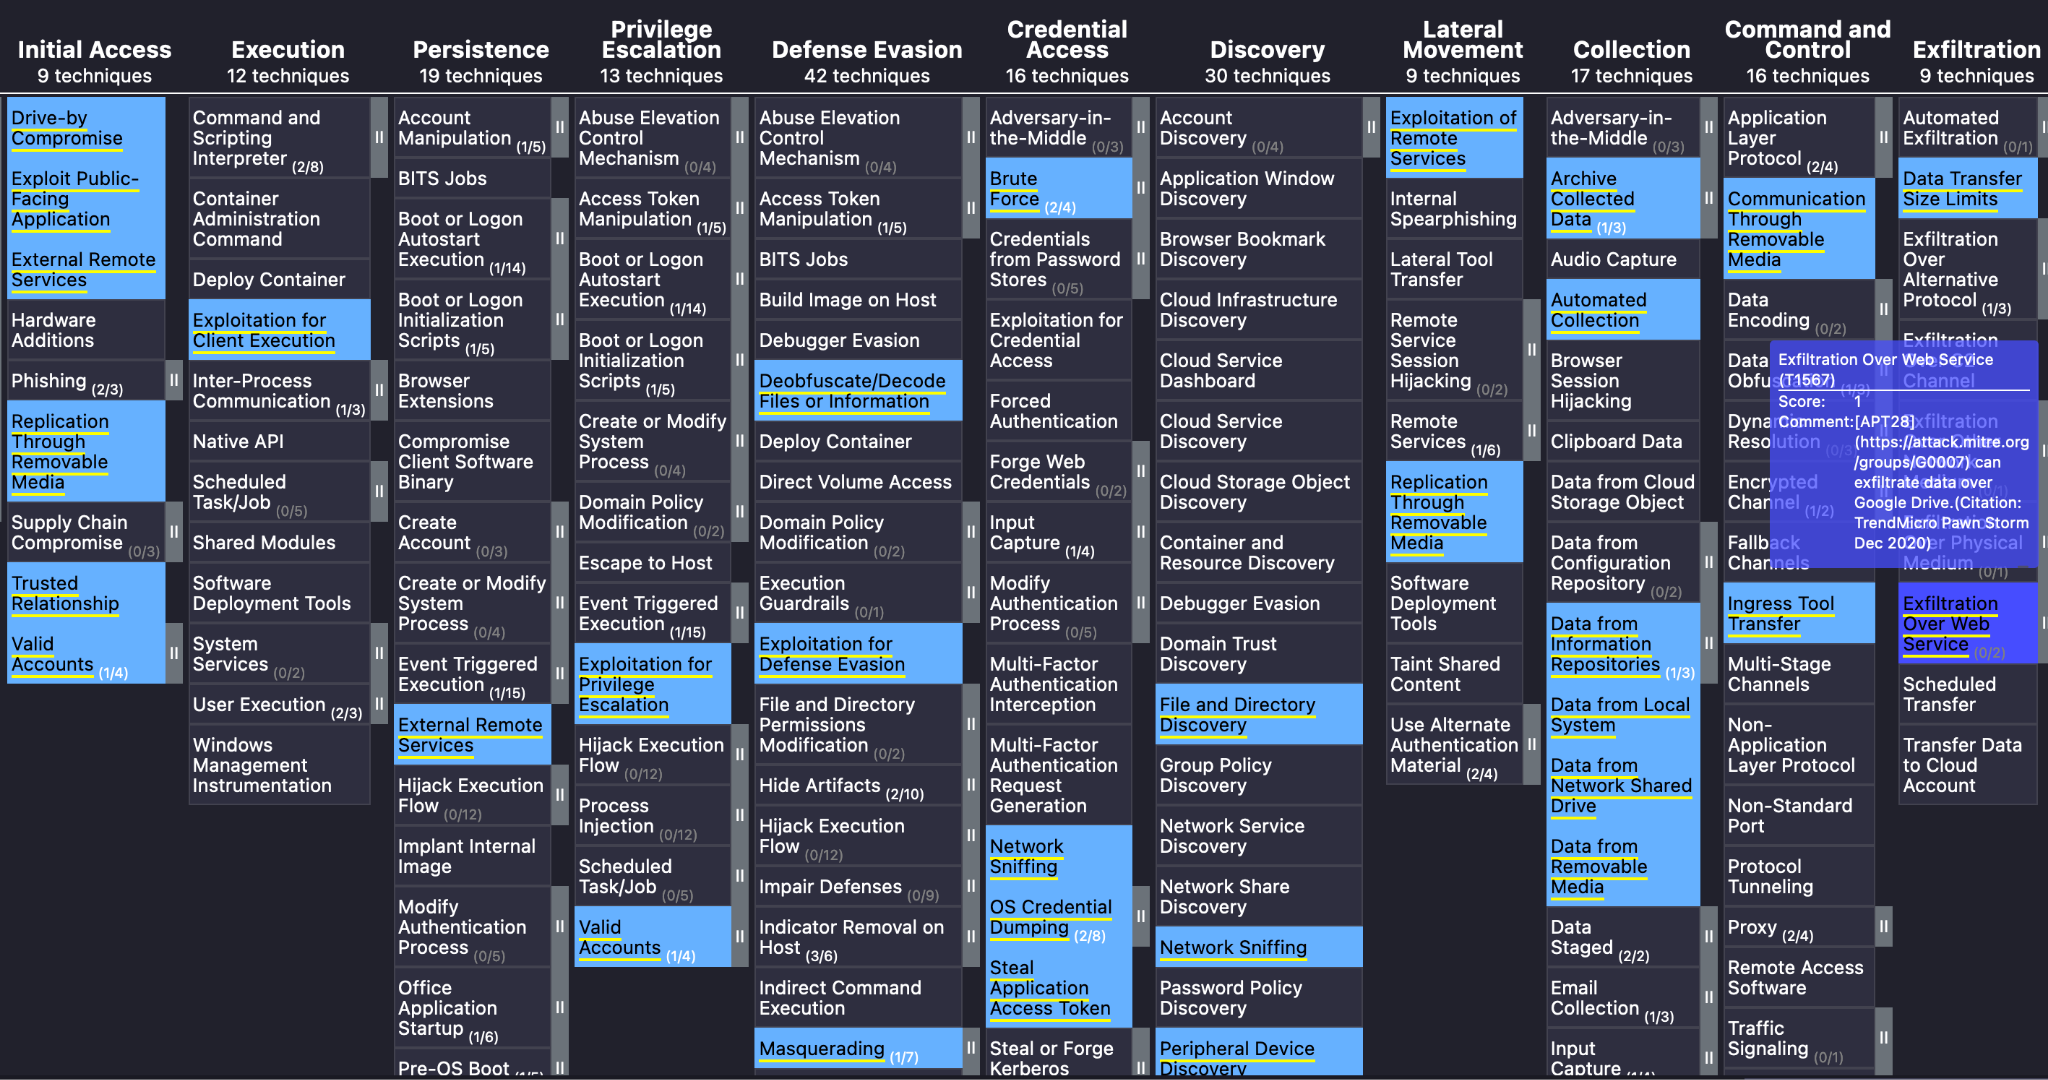 Initial Access
9 techniques
Drive-by
Compromise
Exploit Public-
Facing
Application
External Remote
Services
Hardware
Additions
Phishing (2/3)
Replication
Through
Removable
Media
Supply Chain
Compromise (0/3)
Trusted
Relationship
Valid
Accounts (1/4)
Execution
12 techniques
Command and
Scripting
Interpreter (2/8)
Container
Administration
Command
Deploy Container
Exploitation for
Client Execution
Inter-Process
Communication (1/3)
Native API
Scheduled
Task/Job (0/5)
Shared Modules
Software
Deployment Tools
System
Services (0/2)
User Execution (2/3)
Windows
Management
Instrumentation
Persistence
19 techniques
Account
Manipulation (1/5)
BITS Jobs
Boot or Logon
Autostart
Execution (1/14)
Boot or Logon
Initialization
Scripts (1/5)
Browser
Extensions
Compromise
Client Software
Binary
Create
Account (0/3)
Create or Modify
System
Process (0/4)
Event Triggered
Execution (1/15)
External Remote
Services
Hijack Execution
Flow (0/12)
Implant Internal
Image
Modify
Authentication
Process (0/5)
Office
Application
Startup (1/6)
Pre-OS Boot (1/5)
Privilege
Escalation
13 techniques
Abuse Elevation
Control
Mechanism (0/4)
Access Token
Manipulation (1/5)
Boot or Logon
Autostart
Execution (1/14)
Boot or Logon
Initialization
Scripts (1/5)
Create or Modify
System
Process (0/4)
Domain Policy
Modification (0/2)
Escape to Host
Event Triggered
Execution (1/15)
Exploitation for
Privilege
Escalation
Hijack Execution
Flow (0/12)
Process
Injection (0/12)
Scheduled
Task/Job (0/5)
Valid
Accounts (1/4)
Defense Evasion
42 techniques
Abuse Elevation
Control
Mechanism (0/4)
Access Token
Manipulation (1/5)
BITS Jobs
Build Image on Host
Debugger Evasion
Deobfuscate/Decode
Files or Information
Deploy Container
Direct Volume Access
Domain Policy
Modification (0/2)
Execution
Guardrails (0/1)
Exploitation for
Defense Evasion
File and Directory
Permissions
Modification (0/2)
Hide Artifacts (2/10)
Hijack Execution
Flow (0/12)
Impair Defenses (0/9)
Indicator Removal on
Host (3/6)
Indirect Command
Execution
Masquerading (1/7)
Credential
Access
16 techniques
Adversary-in-
the-Middle (0/3)
Brute
Force (2/4)
Credentials
from Password
Stores (0/5)
Exploitation for
Credential
Access
Forced
Authentication
Forge Web
Credentials (0/2)
Input
Capture (1/4)
Modify
Authentication
Process (0/5)
Multi-Factor
Authentication
Interception
Multi-Factor
Authentication
Request
Generation
Network
Sniffing
OS Credential
Dumping (2/8)
Steal
Application
Access Token
Steal or Forge
Kerberos
Discovery
30 techniques
Account
Discovery (0/4)
Application Window
Discovery
Browser Bookmark
Discovery
Cloud Infrastructure
Discovery
Cloud Service
Dashboard
Cloud Service
Discovery
Cloud Storage Object
Discovery
Container and
Resource Discovery
Debugger Evasion
Domain Trust
Discovery
File and Directory
Discovery
Group Policy
Discovery
Network Service
Discovery
Network Share
Discovery
Network Sniffing
Password Policy
Discovery
Peripheral Device
Discovery
Lateral
Movement
9 techniques
Exploitation of
Remote
Services
Internal
Spearphishing
Lateral Tool
Transfer
Remote
Service
Session
Hijacking (0/2)
Remote
Services (1/6)
Replication
Through
Removable
Media
Software
Deployment
Tools
Taint Shared
Content
Use Alternate
Authentication
Material (2/4)
Collection
17 techniques
Adversary-in-
the-Middle (0/3)
Archive
Collected
Data (1/3)
Audio Capture
Automated
Collection
Browser
Session
Hijacking
Clipboard Data
Data from Cloud
Storage Object
Data from
Configuration
Repository (0/2)
Data from
Information
Repositories (1/3)
Data from Local
System
Data from
Network Shared
Drive
Data from
Removable
Media
Data
Staged (2/2)
Email
Collection (1/3)
Input
Capture (1/4)
Command and
Control
16 techniques
Application
Layer
Protocol (2/4)
Communication
Through
Removable
Media
Data
Encoding (0/2)
Data
(1/3)
Resolution (0/3)
Encrypted
Channel (1/2)
Fallback
Channels
Ingress Tool
Transfer
Multi-Stage
Channels
Non-
Application
Layer Protocol
Non-Standard
Port
Protocol
Tunneling
Proxy (2/4)
Remote Access
Software
Traffic
Signaling (0/1)
Exfiltration
9 techniques
Automated
Exfiltration (0/1)
Data Transfer
Size Limits
Exfiltration
Over
Alternative
Protocol (1/3)
Exfiltration
Channel
Exfiltration
Physical
Medium (0/1)
Exfiltration
Over Web
Service (0/2)
Scheduled
Transfer
Transfer Data
to Cloud
Account
Exfiltration Over Web Service
(T1567)
Score: 1
Comment:[APT28]
(https://attack.mitre.org
/groups/G0007) can
exfiltrate data over
Google Drive.(Citation:
TrendMicro Pawn Storm
Dec 2020)